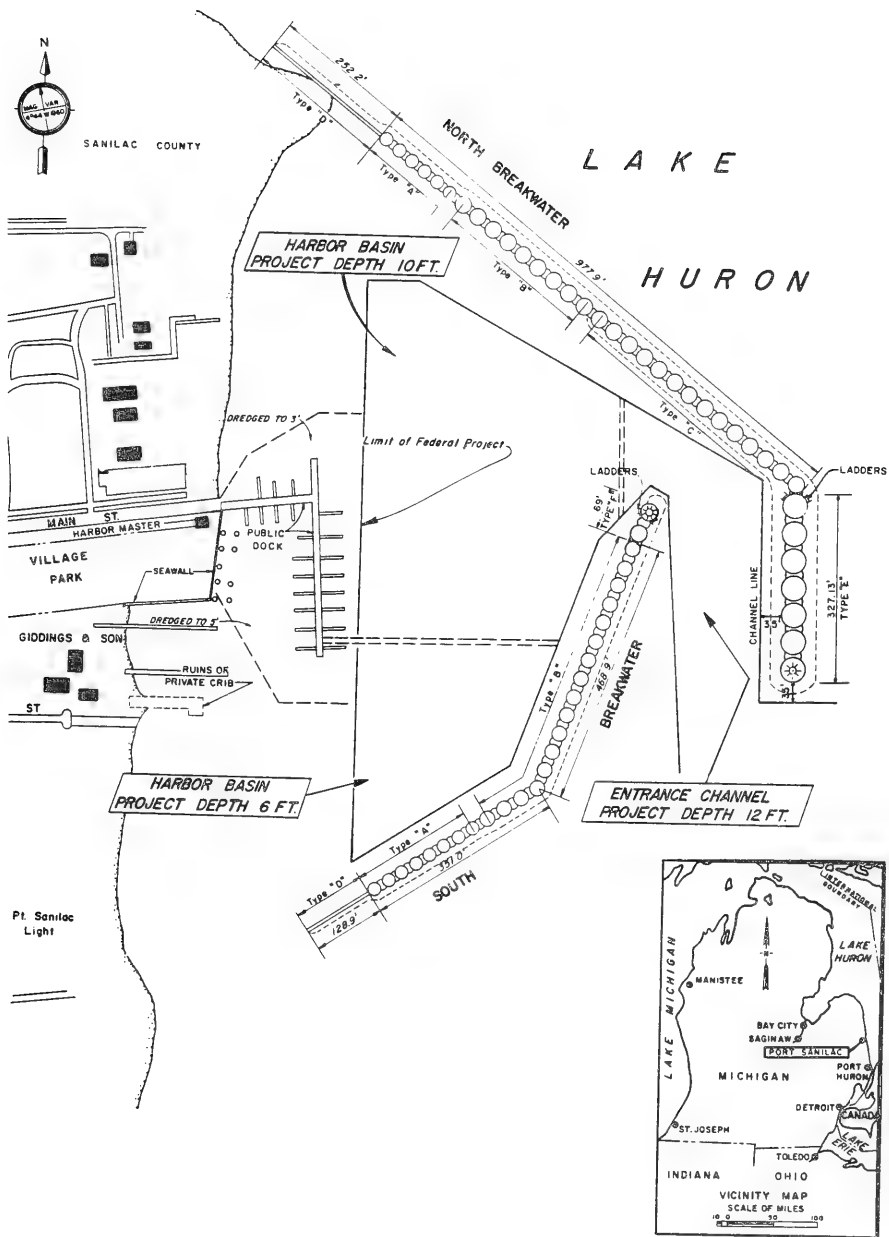 N
MAG. VAR
SANILAC COUNTY
252.2'
Type "D"
NORTH BREAKWATER
Type "A"
LAKE
HURON
977.9'
Type "B"
Type "C"
HARBOR BASIN
PROJECT DEPTH 10 FT.
DREDGED TO 3'
Limit of Federal Project
LADDERS
LADDERS
69'
TYPE "F"
MAIN ST.
HARBOR MASTER
PUBLIC
DOCK
VILLAGE
PARK
SEAWALL
DREDGED TO 5'
GIDDINGS & SON
RUINS OF
PRIVATE CRIB
ST
CHANNEL LINE
35'
327.13'
TYPE "E"
35'
Type "B"
468.9'
BREAKWATER
HARBOR BASIN
PROJECT DEPTH 6 FT.
ENTRANCE CHANNEL
PROJECT DEPTH 12 FT.
Type "A"
Type "D"
128.9'
SOUTH
Pt. Sanilac
Light
INTERNATIONAL
BOUNDARY
LAKE
HURON
LAKE MICHIGAN
N
MANISTEE
BAY CITY
SAGINAW
PORT SANILAC
MICHIGAN
PORT
HURON
DETROIT
CANADA
ST. JOSEPH
LAKE
ERIE
TOLEDO
INDIANA
OHIO
VICINITY MAP
SCALE OF MILES
10 0 50 100